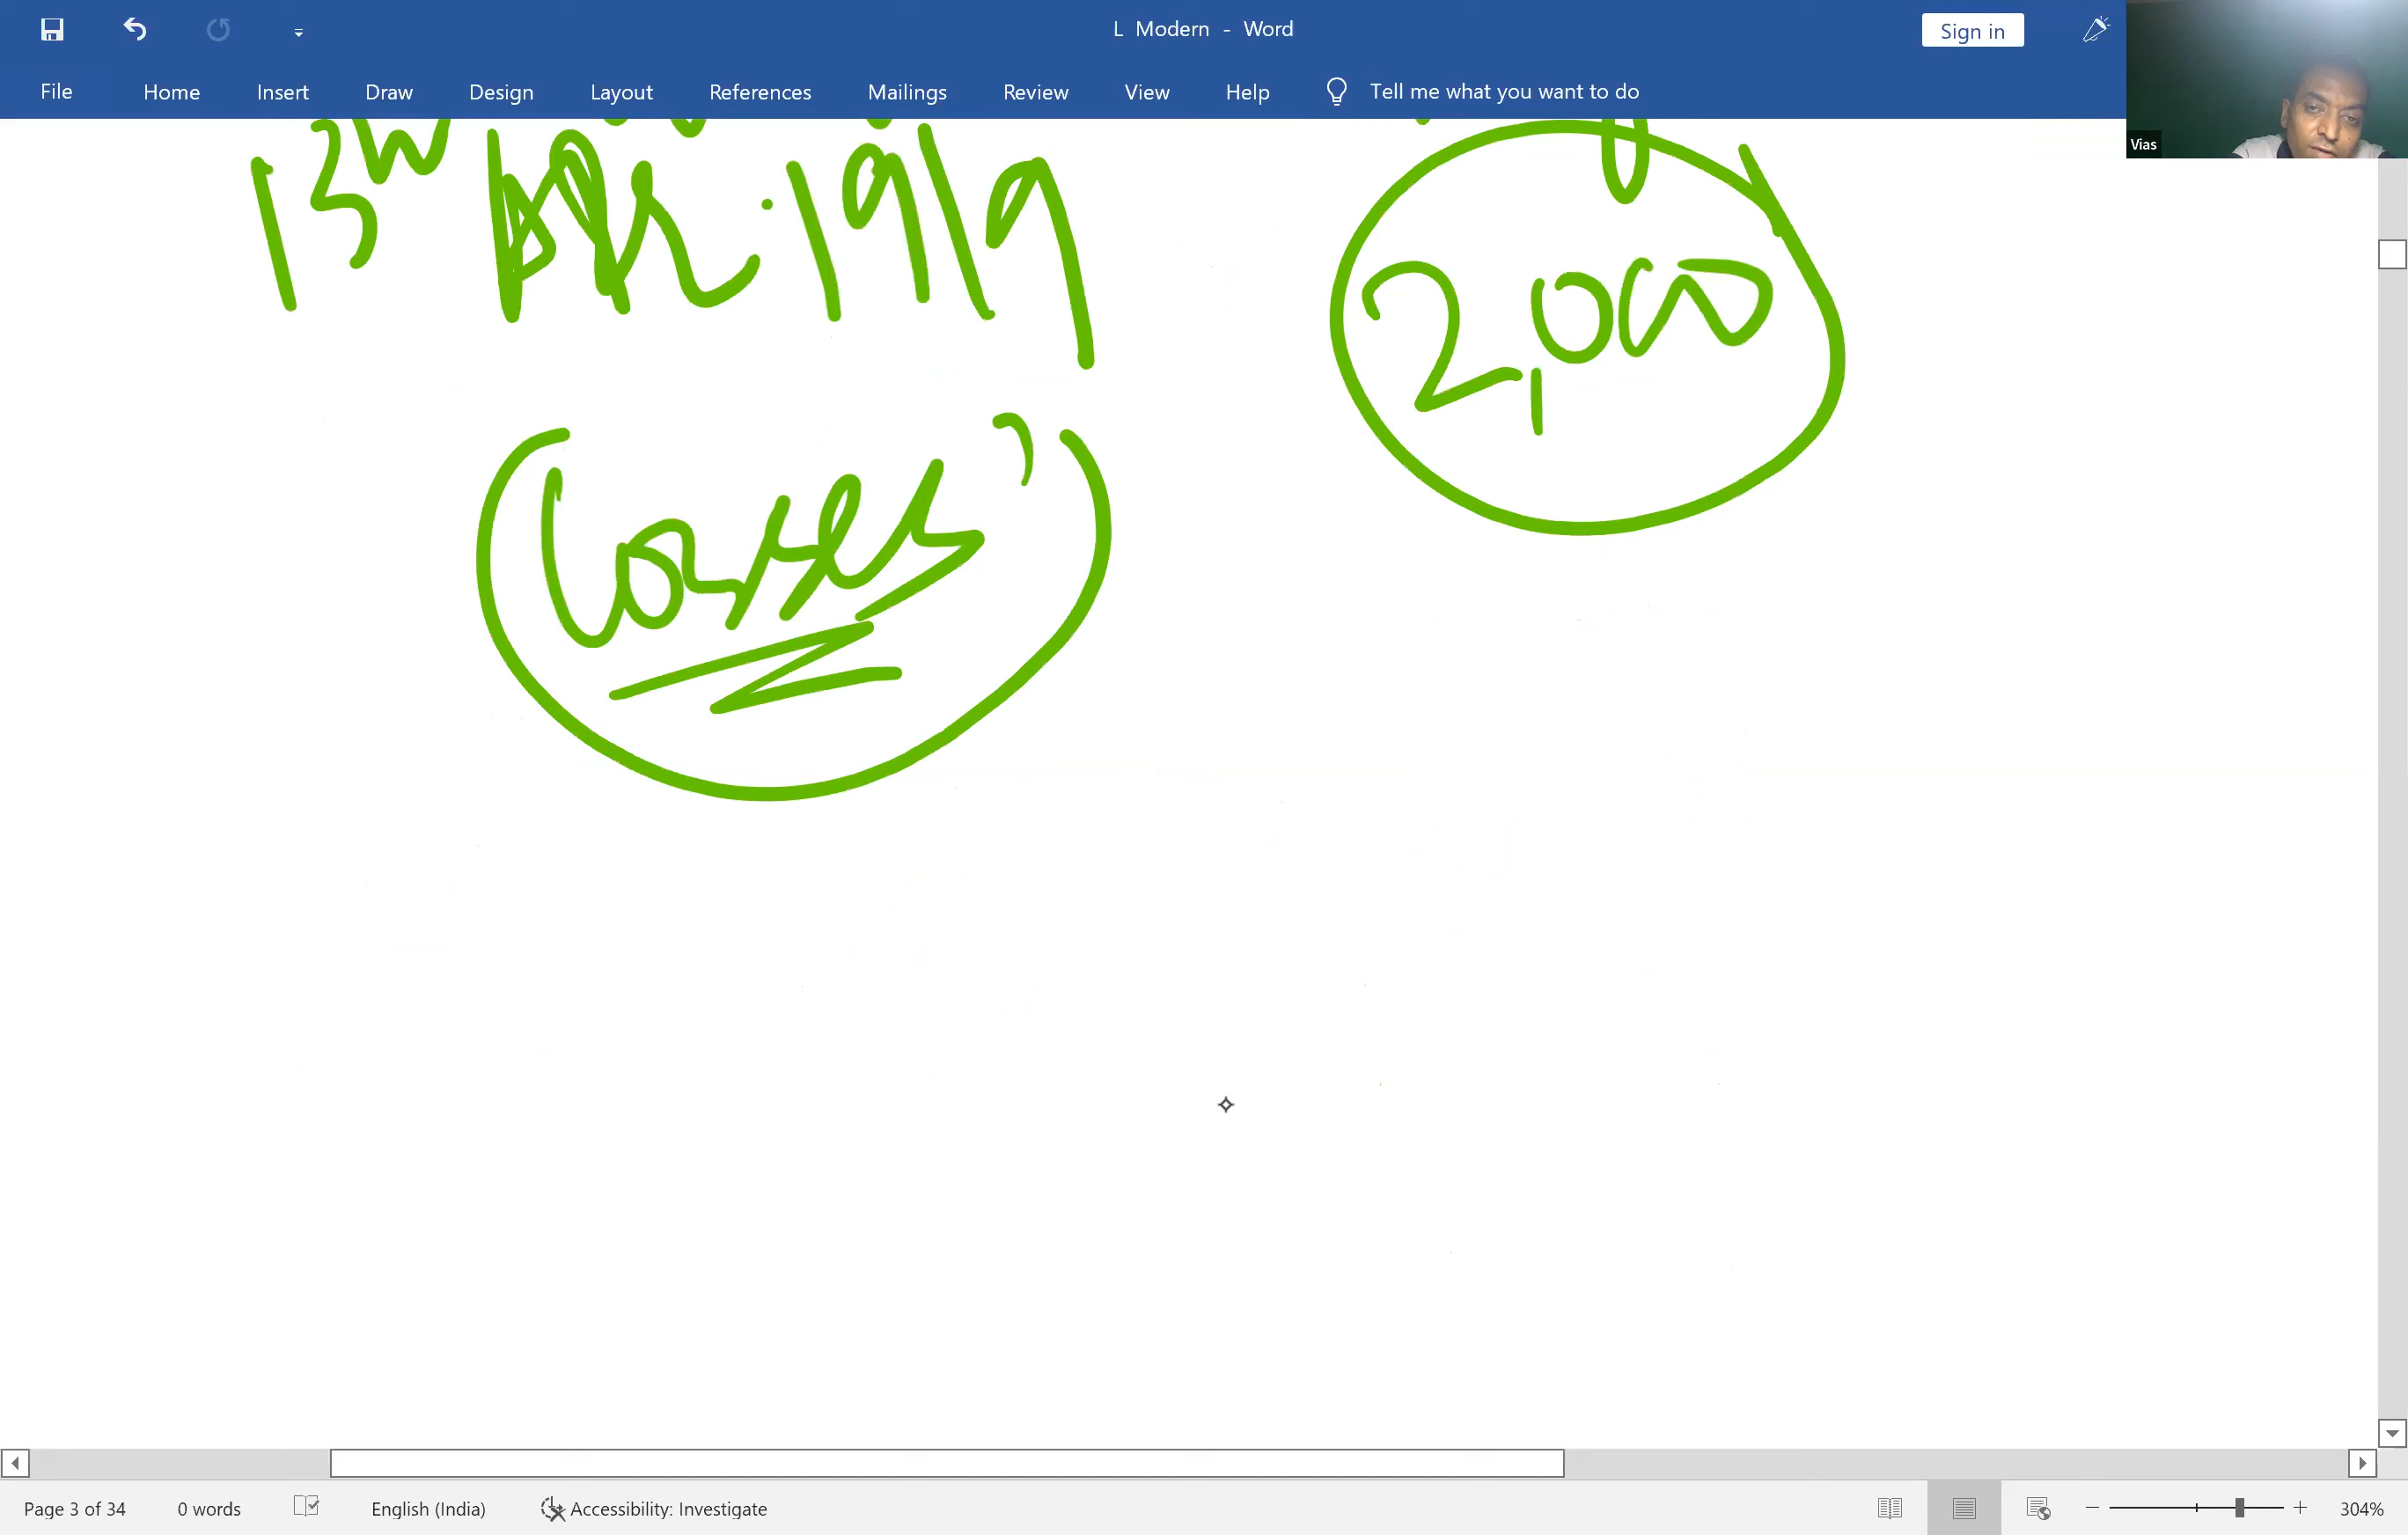 L Modern - Word
Sign in
File Home Insert Draw Design Layout References Mailings Review View Help Tell me what you want to do
Vias
13th APR. 1919
2,000
Losses
Page 3 of 34 0 words English (India) Accessibility: Investigate 304%